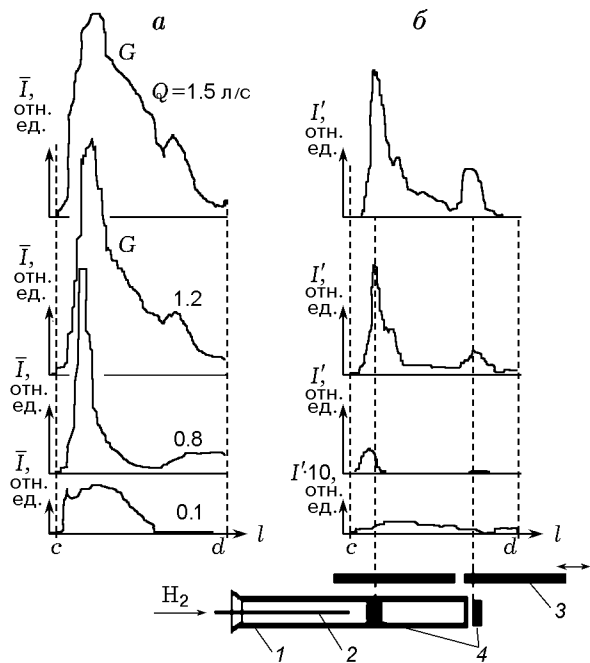 а
б
G
Q=1.5 л/с
Ī,
отн.
ед.
I′,
отн.
ед.
G
1.2
Ī,
отн.
ед.
I′,
отн.
ед.
0.8
Ī,
отн.
ед.
I′,
отн.
ед.
0.1
Ī,
отн.
ед.
I′·10,
отн.
ед.
c
d
l
c
d
l
H₂
3
1
2
4